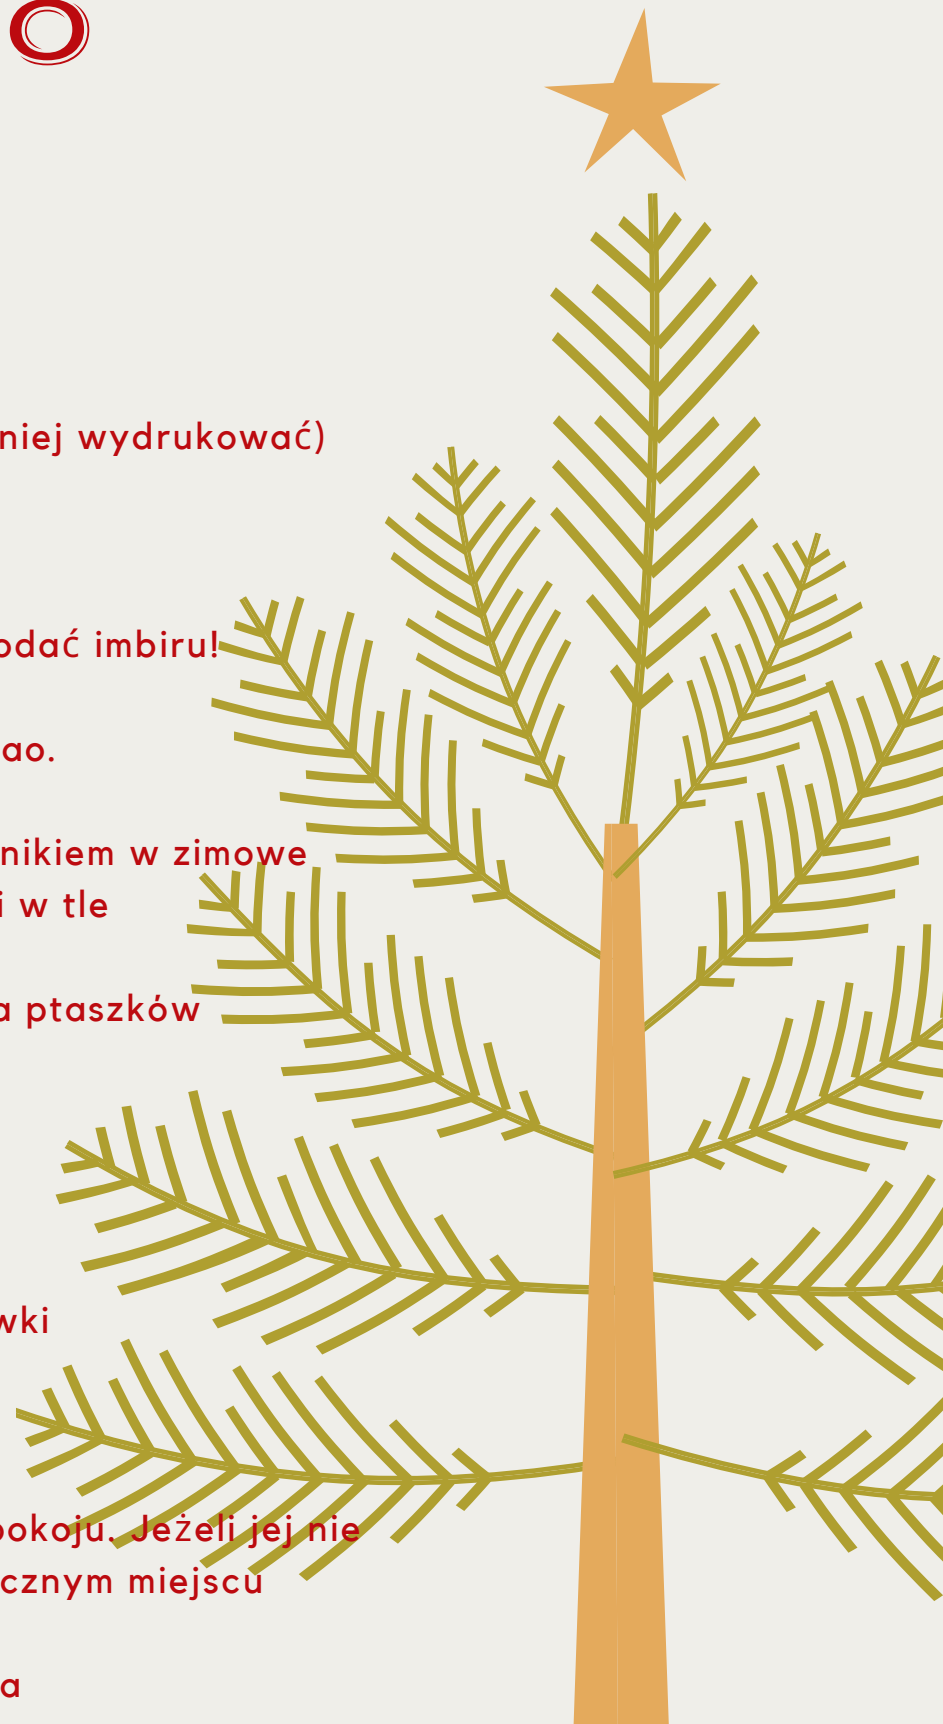 O
niej wydrukować)
odać imbiru!
ao.
nikiem w zimowe
i w tle
a ptaszków
wki
pokoju. Jeżeli jej nie
cznym miejscu
a